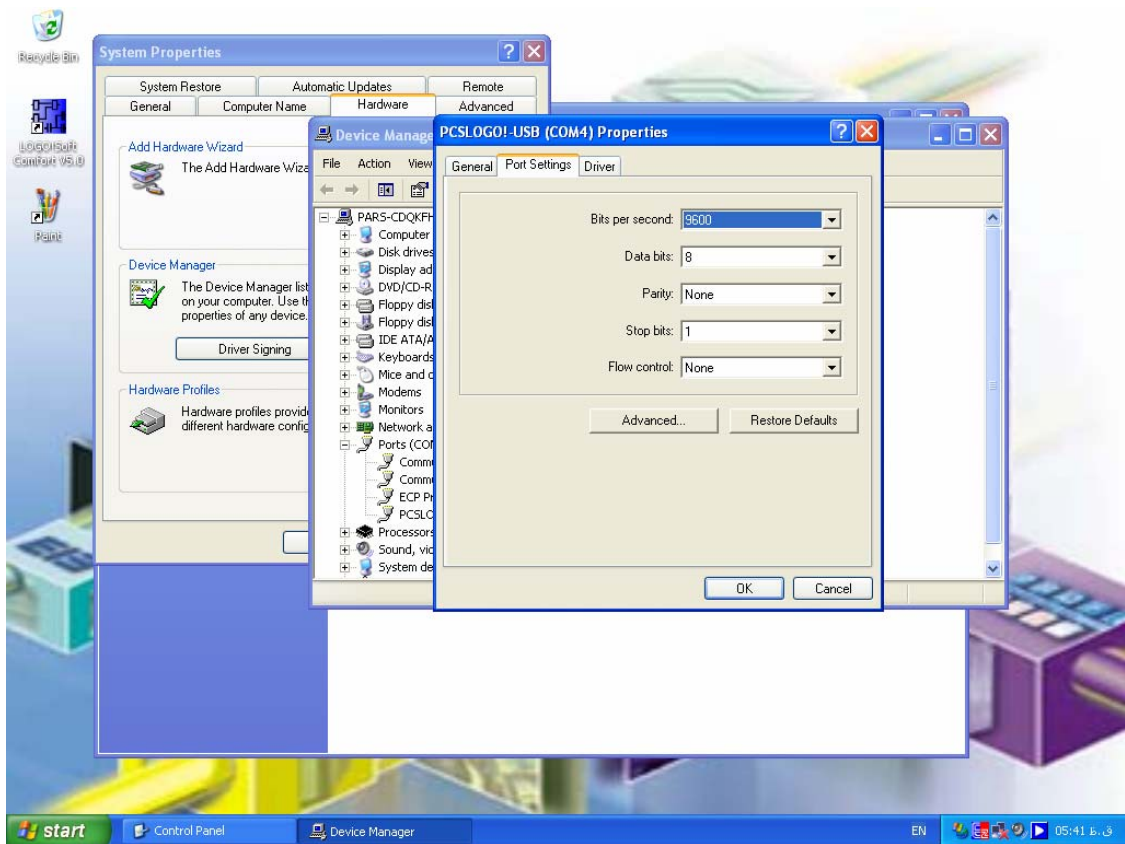 Recycle Bin
LOGO!Soft
Comfort V5.0
Paint
System Properties
System Restore
Automatic Updates
Remote
General
Computer Name
Hardware
Advanced
Add Hardware Wizard
The Add Hardware Wiza
Device Manager
The Device Manager list
on your computer. Use th
properties of any device.
Driver Signing
Hardware Profiles
Hardware profiles provid
different hardware config
Device Manage
File Action View
PARS-CDQKFH
Computer
Disk drives
Display ad
DVD/CD-R
Floppy dis
Floppy dis
IDE ATA/A
Keyboards
Mice and o
Modems
Monitors
Network a
Ports (CO
Commu
Commu
ECP Pr
PCSLO
Processors
Sound, vid
System de
PCSLOGO!-USB (COM4) Properties
General
Port Settings
Driver
Bits per second: 9600
Data bits: 8
Parity: None
Stop bits: 1
Flow control: None
Advanced...
Restore Defaults
OK
Cancel
start
Control Panel
Device Manager
EN
05:41 ق.ظ